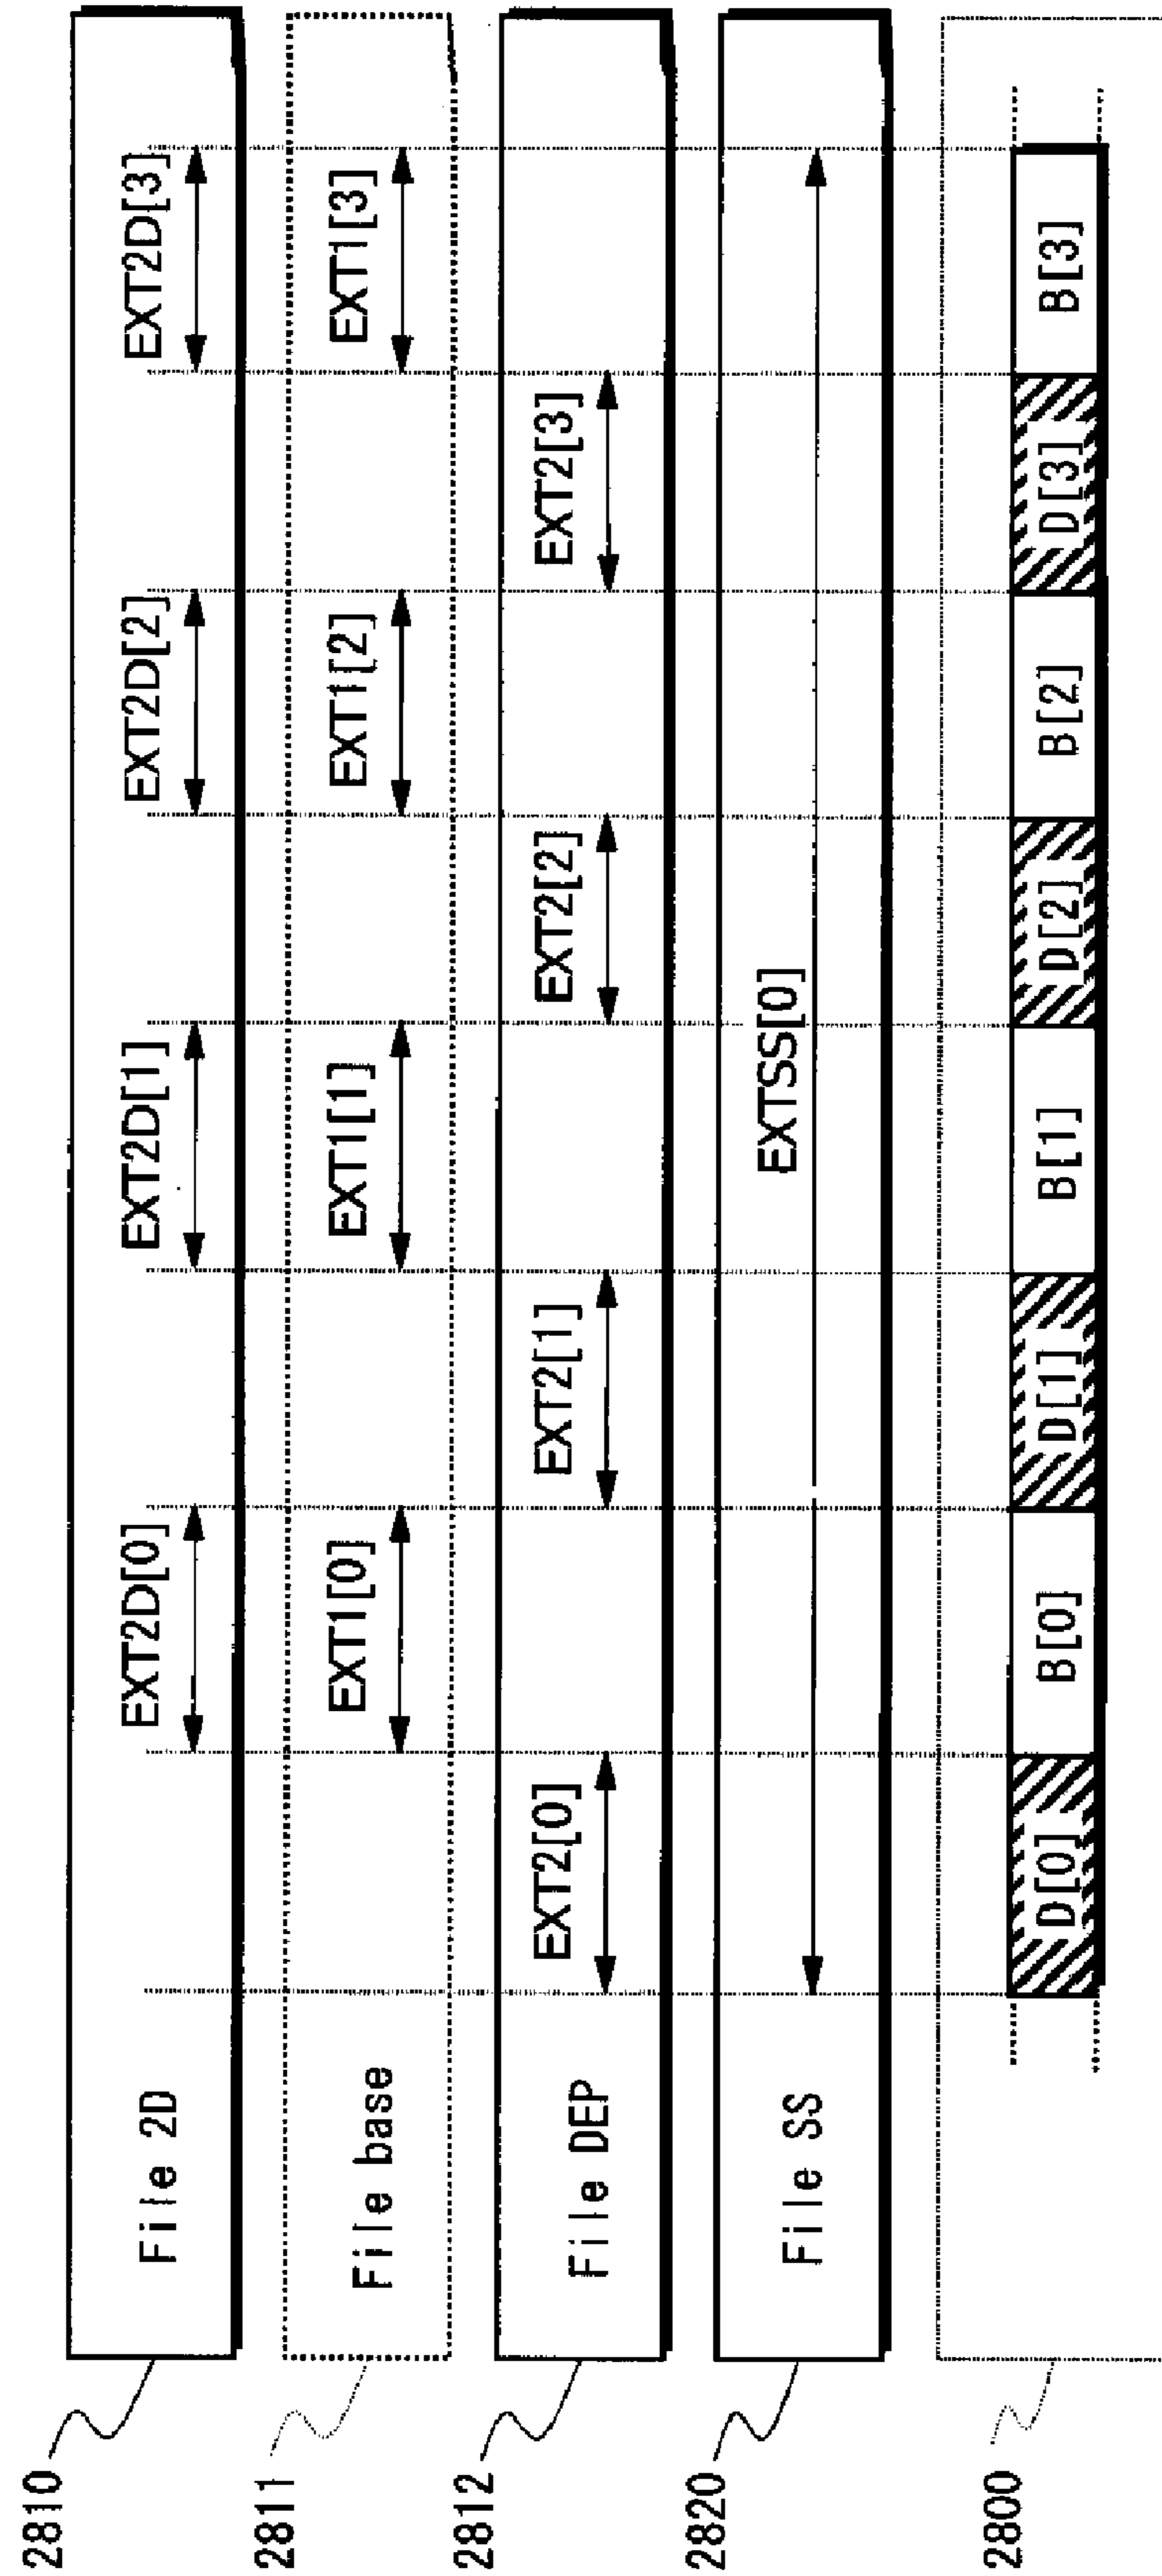 2810
File 2D
EXT2D[0]
EXT2D[1]
EXT2D[2]
EXT2D[3]
2811
File base
EXT1[0]
EXT1[1]
EXT1[2]
EXT1[3]
2812
File DEP
EXT2[0]
EXT2[1]
EXT2[2]
EXT2[3]
2820
File SS
EXTSS[0]
2800
D[0]
B[0]
D[1]
B[1]
D[2]
B[2]
D[3]
B[3]